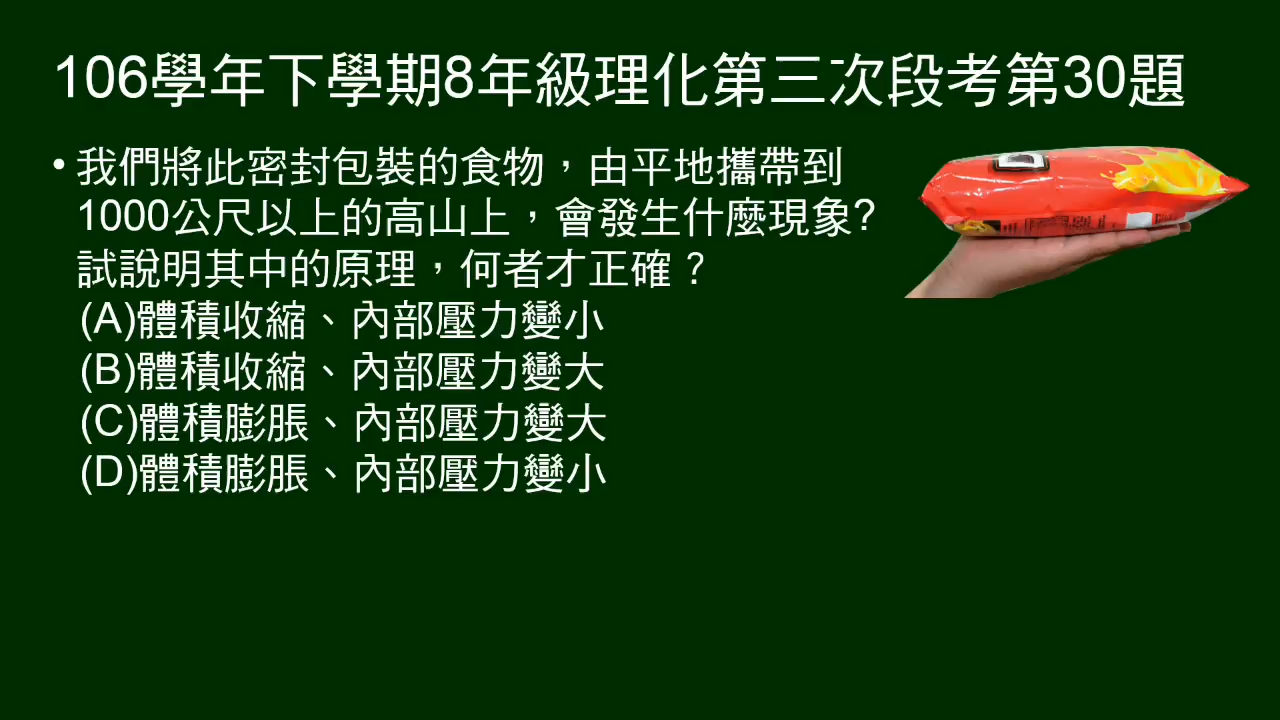 106學年下學期8年級理化第三次段考第30題
• 我們將此密封包裝的食物，由平地攜帶到
1000公尺以上的高山上，會發生什麼現象?
試說明其中的原理，何者才正確？
(A)體積收縮、內部壓力變小
(B)體積收縮、內部壓力變大
(C)體積膨脹、內部壓力變大
(D)體積膨脹、內部壓力變小